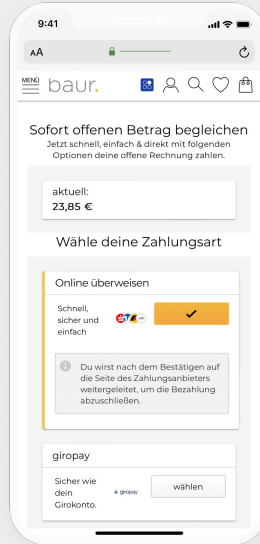 9:41
AA
MENÜ
baur.
Sofort offenen Betrag begleichen
Jetzt schnell, einfach & direkt mit folgenden
Optionen deine offene Rechnung zahlen.
aktuell:
23,85 €
Wähle deine Zahlungsart
Online überweisen
Schnell,
sicher und
einfach
Du wirst nach dem Bestätigen auf
die Seite des Zahlungsanbieters
weitergeleitet, um die Bezahlung
abzuschließen.
giropay
Sicher wie
dein
Girokonto.
giropay
wählen